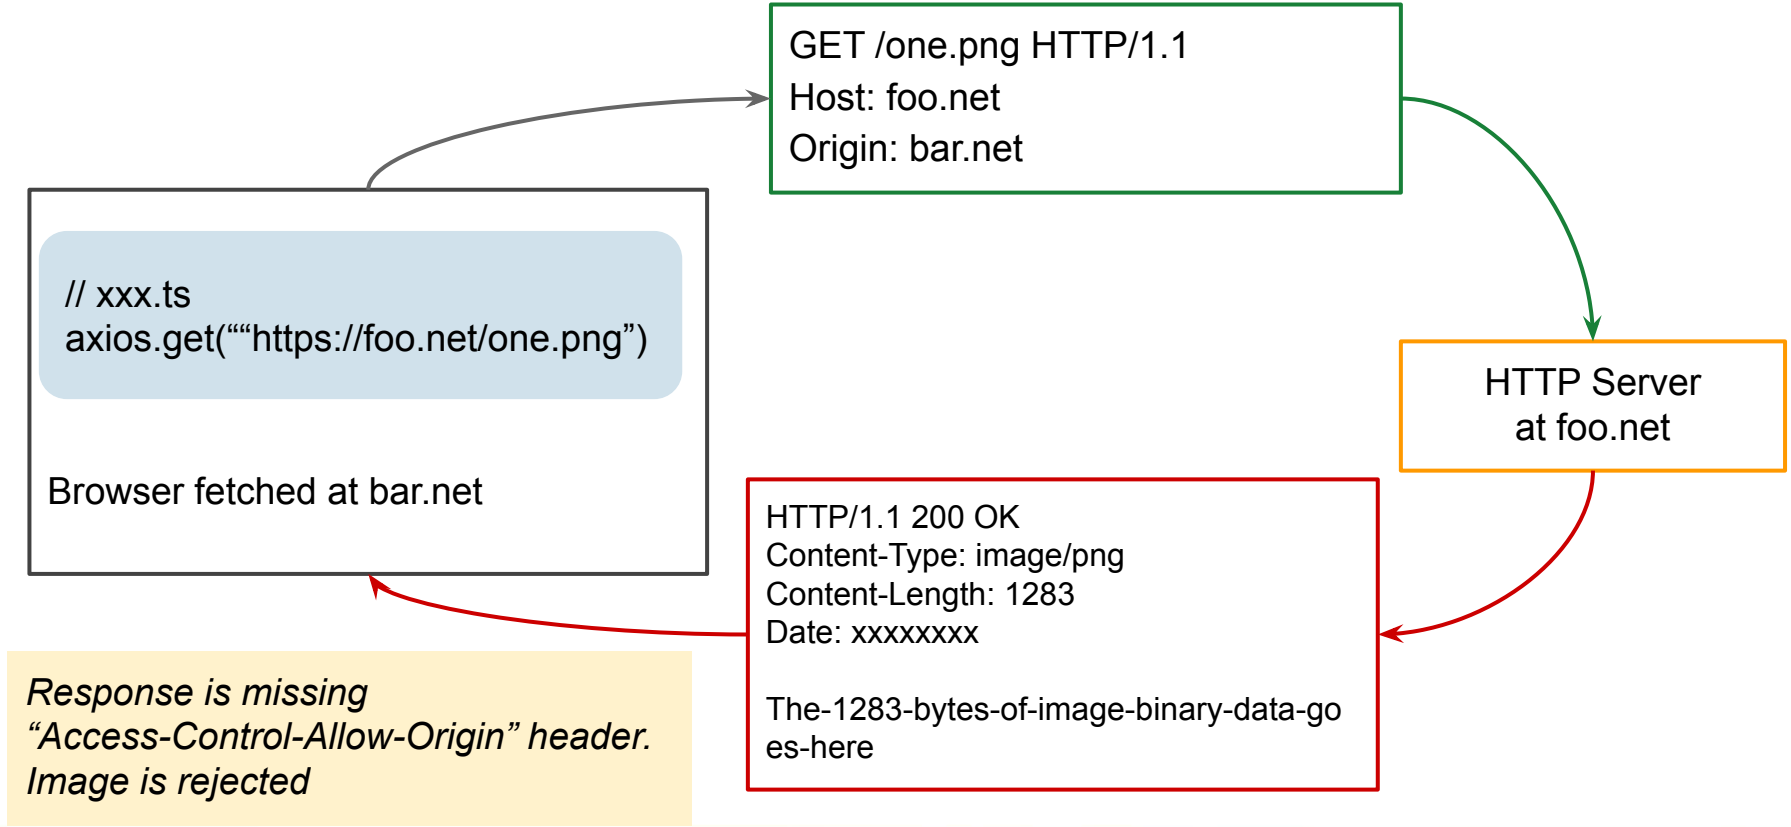 GET /one.png HTTP/1.1
Host: foo.net
Origin: bar.net
// xxx.ts
axios.get(““https://foo.net/one.png”)
Browser fetched at bar.net
HTTP Server
at foo.net
HTTP/1.1 200 OK
Content-Type: image/png
Content-Length: 1283
Date: xxxxxxxx
The-1283-bytes-of-image-binary-data-go
es-here
Response is missing
“Access-Control-Allow-Origin” header.
Image is rejected